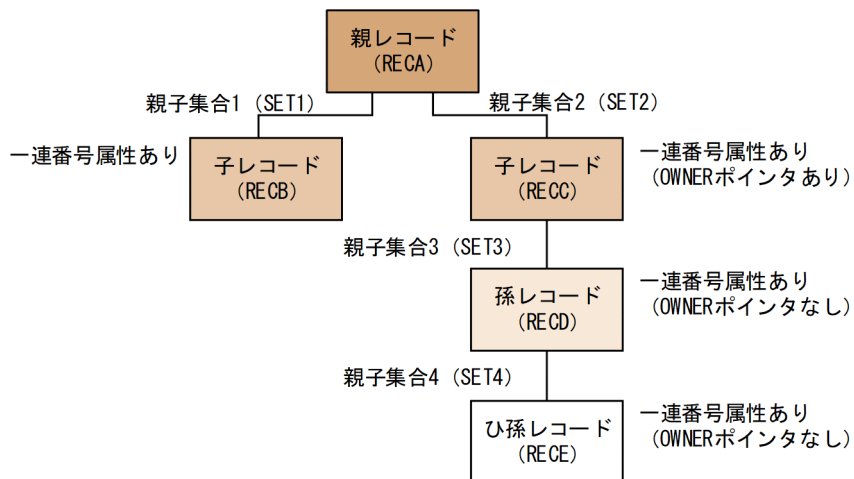 親レコード
(RECA)
親子集合1 (SET1)
親子集合2 (SET2)
一連番号属性あり
子レコード
(RECB)
子レコード
(RECC)
一連番号属性あり
(OWNERポインタあり)
親子集合3 (SET3)
孫レコード
(RECD)
一連番号属性あり
(OWNERポインタなし)
親子集合4 (SET4)
ひ孫レコード
(RECE)
一連番号属性あり
(OWNERポインタなし)